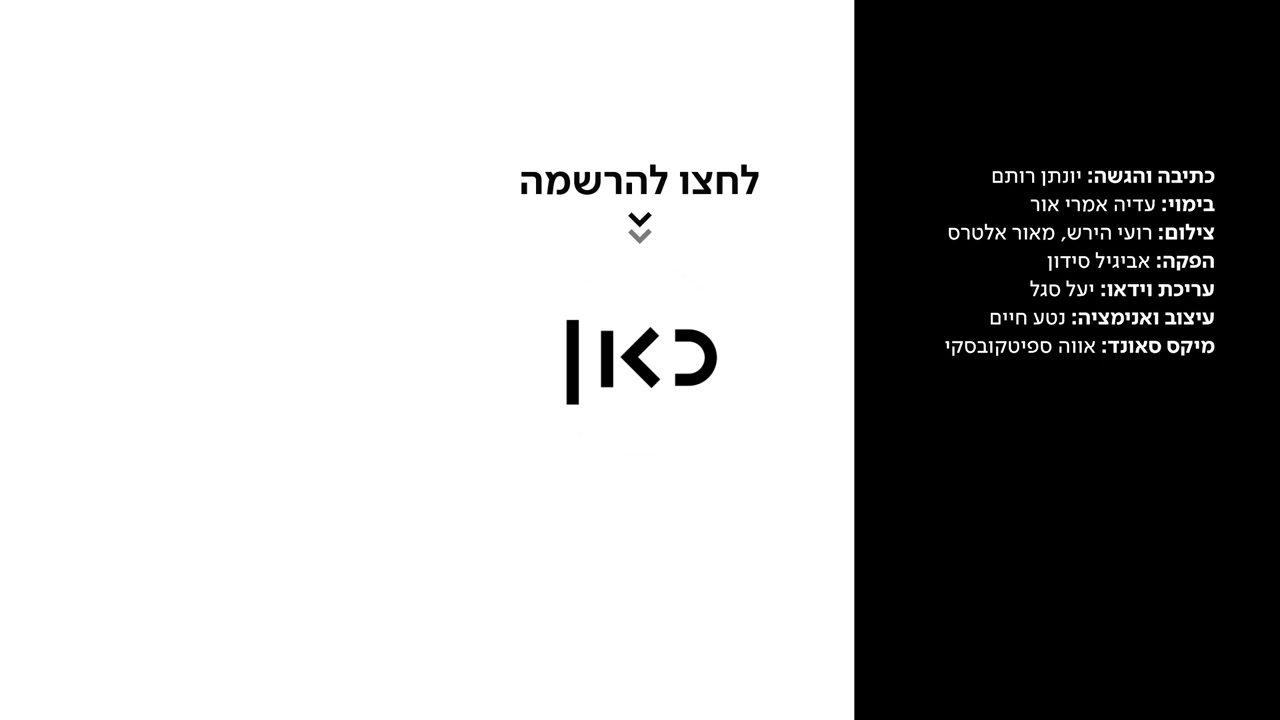 לחצו להרשמה
כאן
כתיבה והגשה: יונתן רותם
בימוי: עדיה אמרי אור
צילום: רועי הירש, מאור אלטרס
הפקה: אביגיל סידון
עריכת וידאו: יעל סגל
עיצוב ואנימציה: נטע חיים
מיקס סאונד: אווה ספיטקובסקי